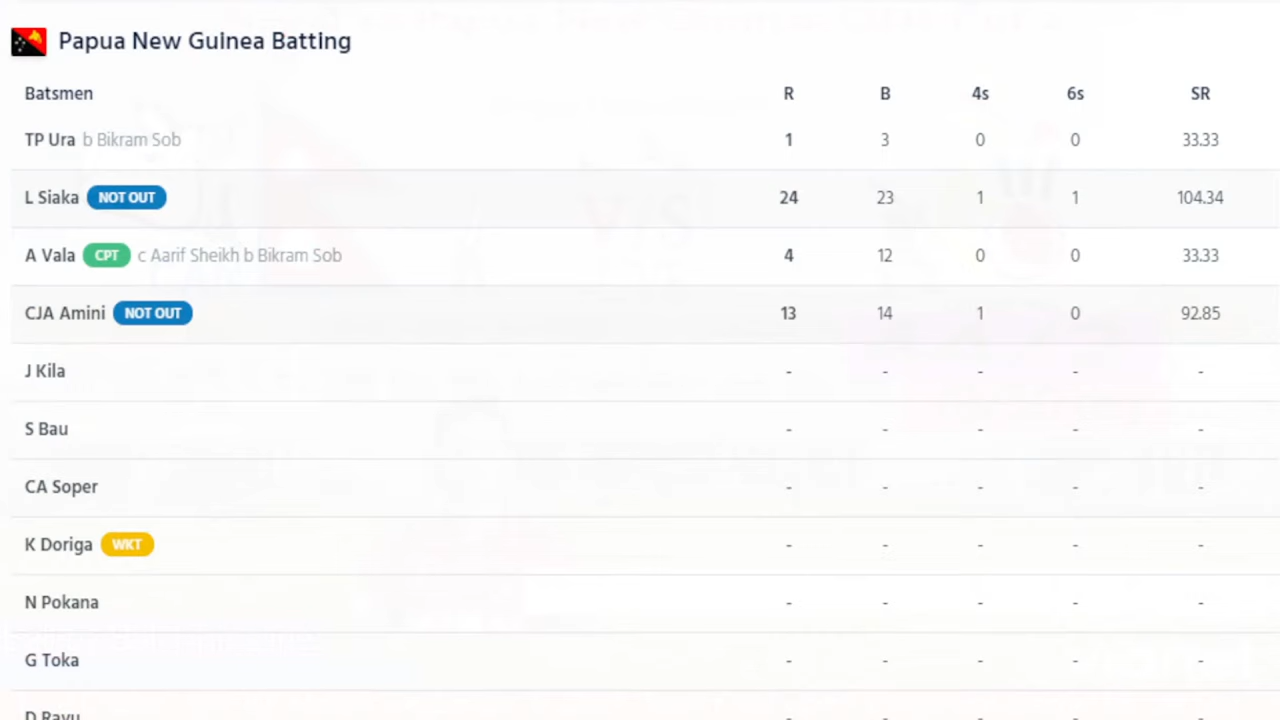 Papua New Guinea Batting
Batsmen R B 4s 6s SR
TP Ura b Bikram Sob 1 3 0 0 33.33
L Siaka NOT OUT 24 23 1 1 104.34
A Vala CPT c Aarif Sheikh b Bikram Sob 4 12 0 0 33.33
CJA Amini NOT OUT 13 14 1 0 92.85
J Kila - - - - -
S Bau - - - - -
CA Soper - - - - -
K Doriga WKT - - - - -
N Pokana - - - - -
G Toka - - - - -
D Ravu - - - - -